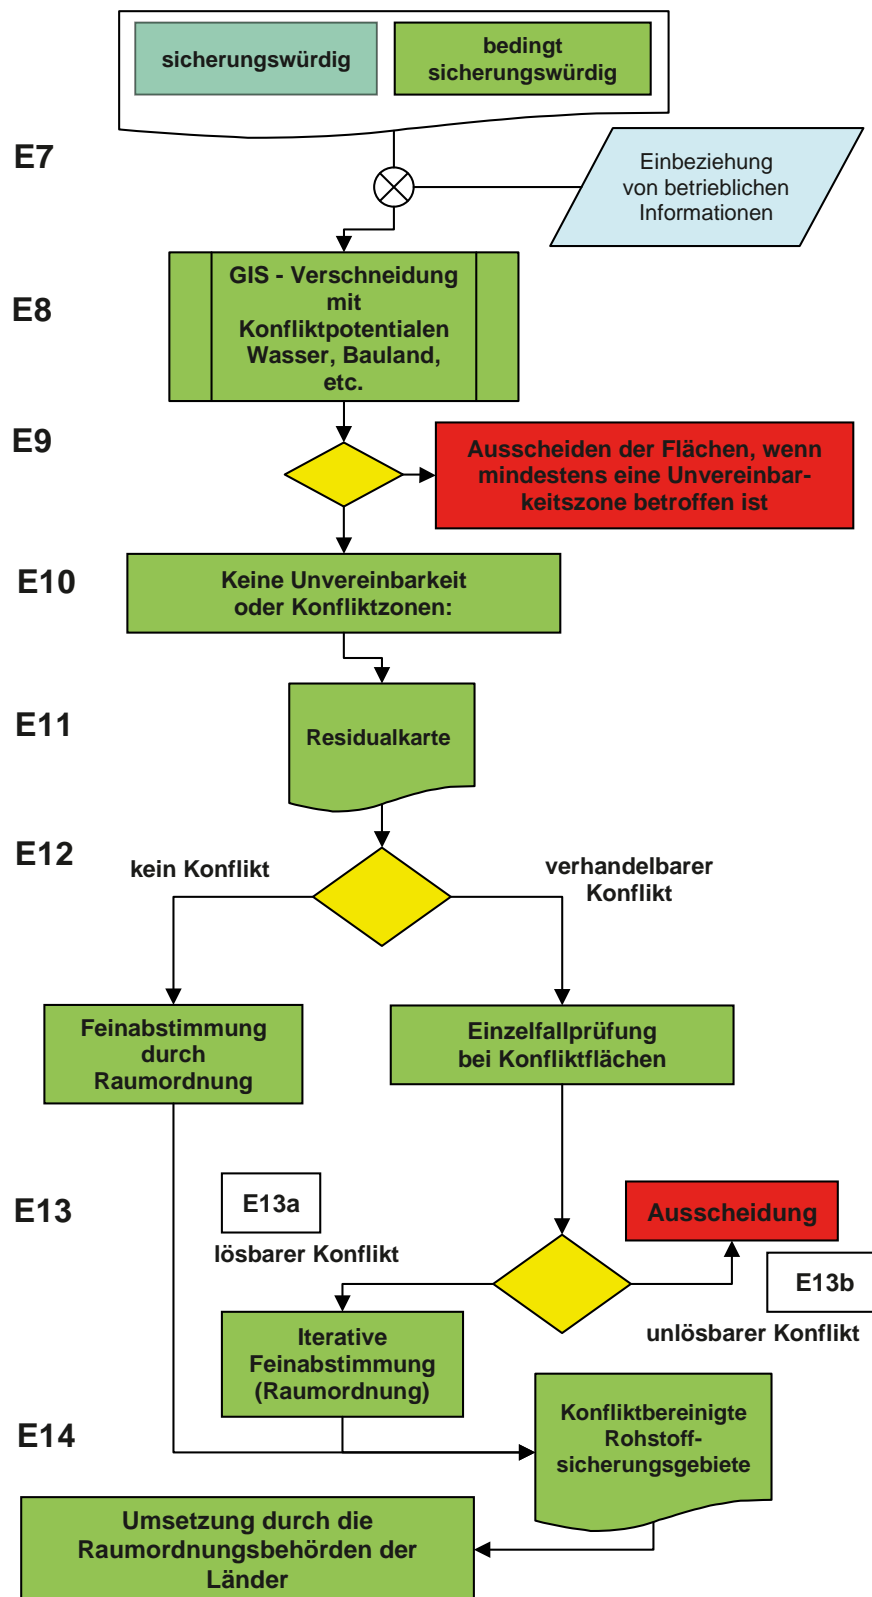 sicherungswürdig
bedingt
sicherungswürdig
E7
Einbeziehung
von betrieblichen
Informationen
E8
GIS - Verschneidung
mit
Konfliktpotentialen
Wasser, Bauland,
etc.
E9
Ausscheiden der Flächen, wenn
mindestens eine Unvereinbar-
keitszone betroffen ist
E10
Keine Unvereinbarkeit
oder Konfliktzonen:
E11
Residualkarte
E12
kein Konflikt
verhandelbarer
Konflikt
Feinabstimmung
durch
Raumordnung
Einzelfallprüfung
bei Konfliktflächen
E13
E13a
lösbarer Konflikt
Ausscheidung
E13b
unlösbarer Konflikt
Iterative
Feinabstimmung
(Raumordnung)
E14
Konfliktbereinigte
Rohstoff-
sicherungsgebiete
Umsetzung durch die
Raumordnungsbehörden der
Länder